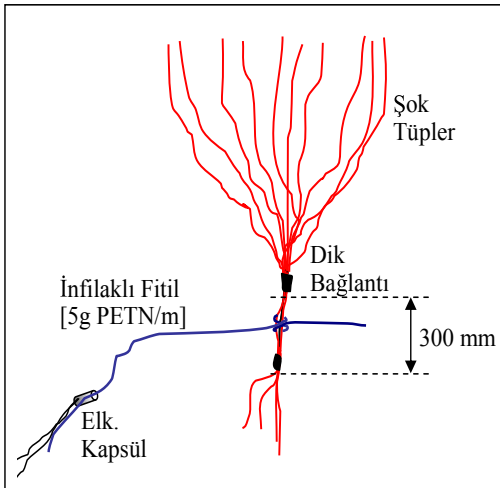 Şok
Tüpler
Dik
Bağlantı
İnfilaklı Fitil
[5g PETN/m]
300 mm
Elk.
Kapsül